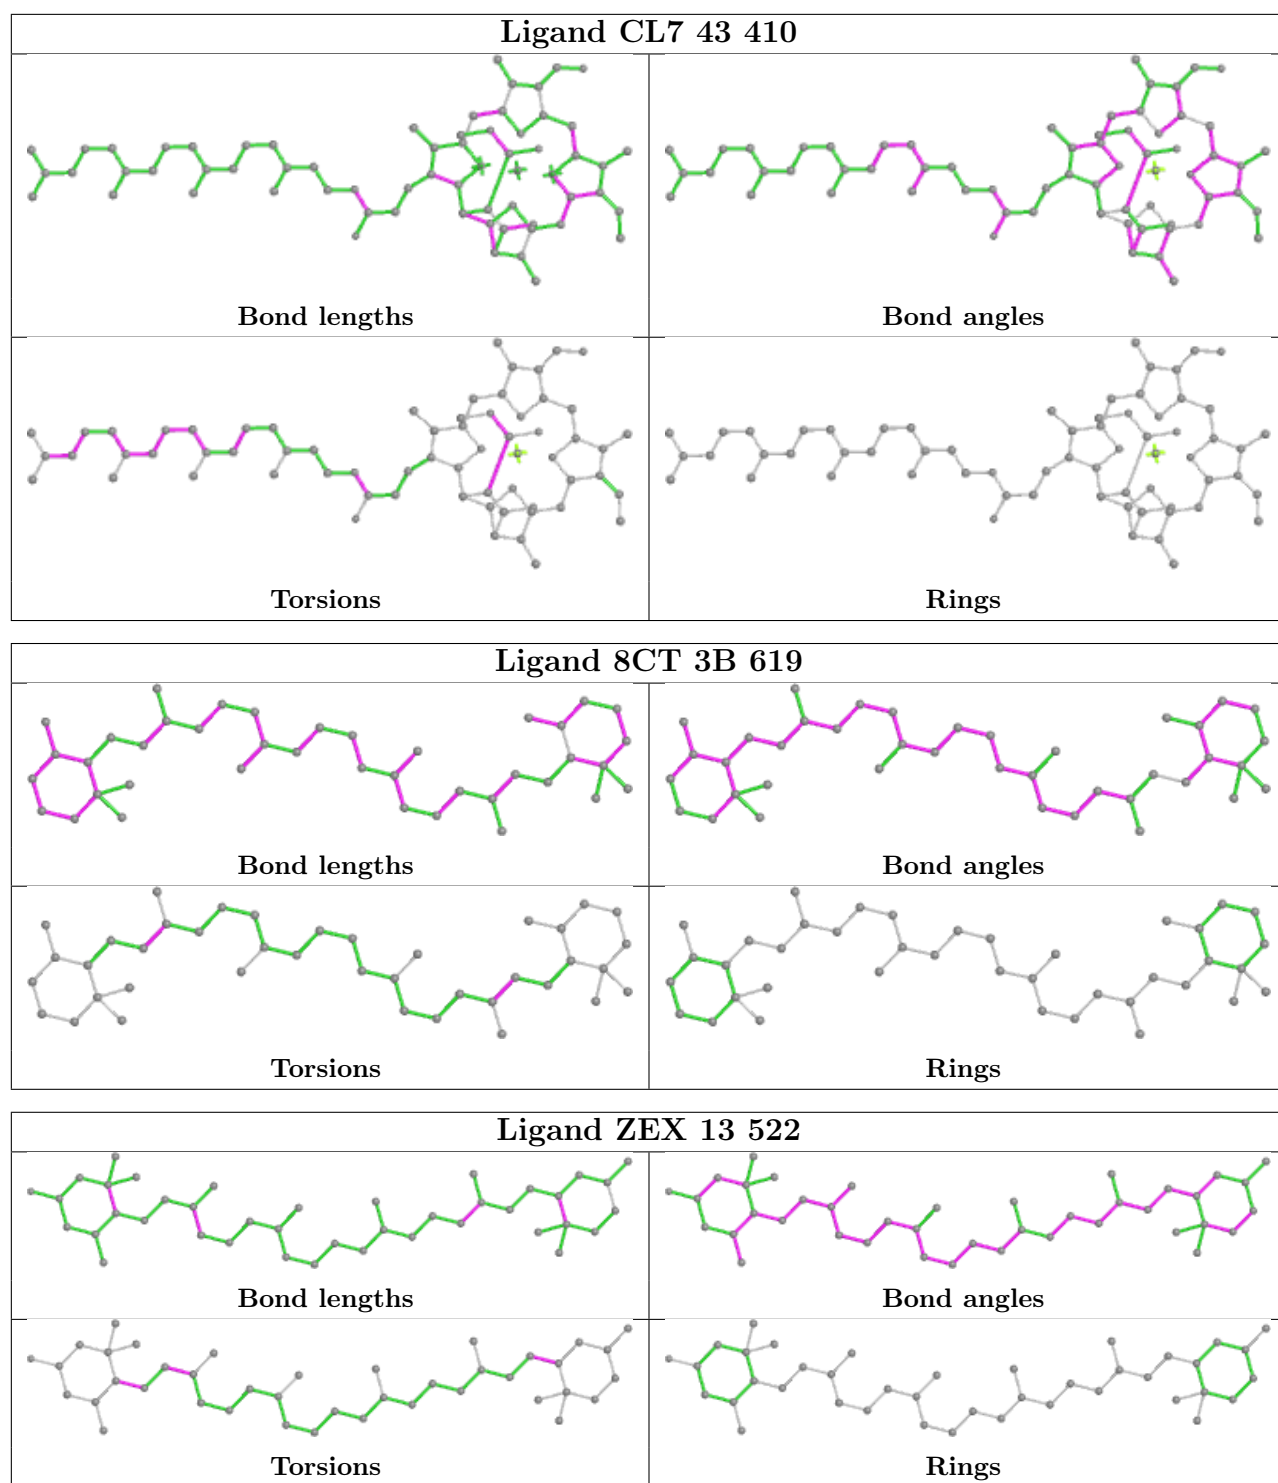 Ligand CL7 43 410
Bond lengths
Bond angles
Torsions
Rings
Ligand 8CT 3B 619
Bond lengths
Bond angles
Torsions
Rings
Ligand ZEX 13 522
Bond lengths
Bond angles
Torsions
Rings